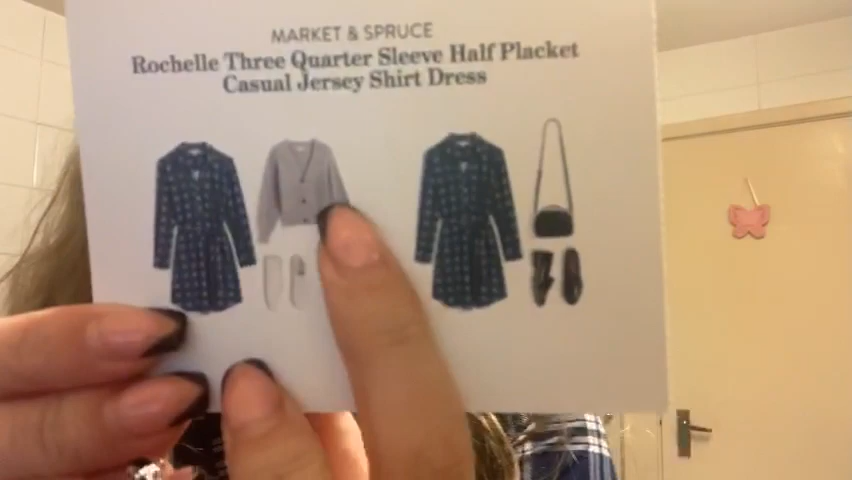 MARKET & SPRUCE
Rochelle Three Quarter Sleeve Half Placket
Casual Jersey Shirt Dress